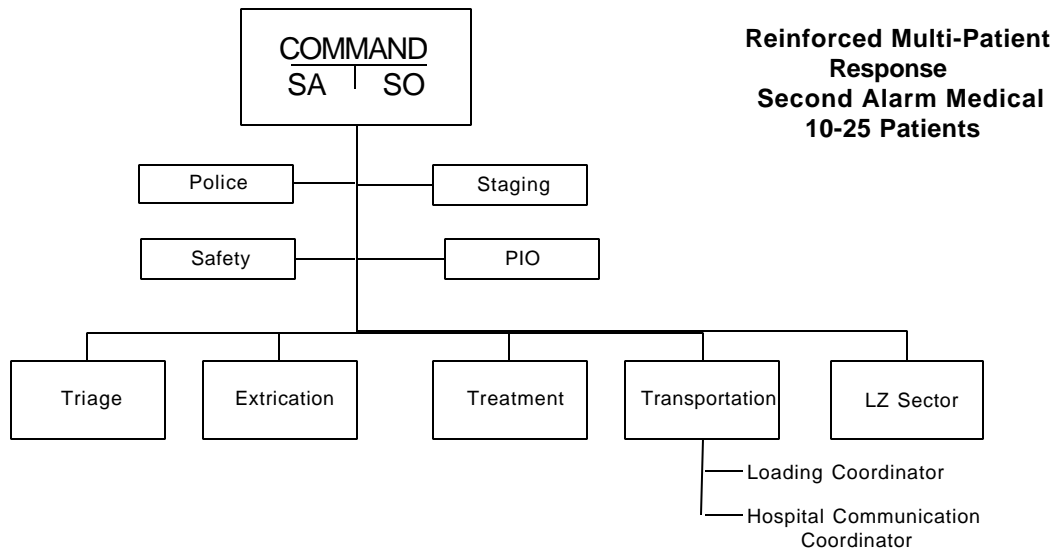 COMMAND
SA SO
Reinforced Multi-Patient
Response
Second Alarm Medical
10-25 Patients
Police
Staging
Safety
PIO
Triage
Extrication
Treatment
Transportation
LZ Sector
Loading Coordinator
Hospital Communication
Coordinator